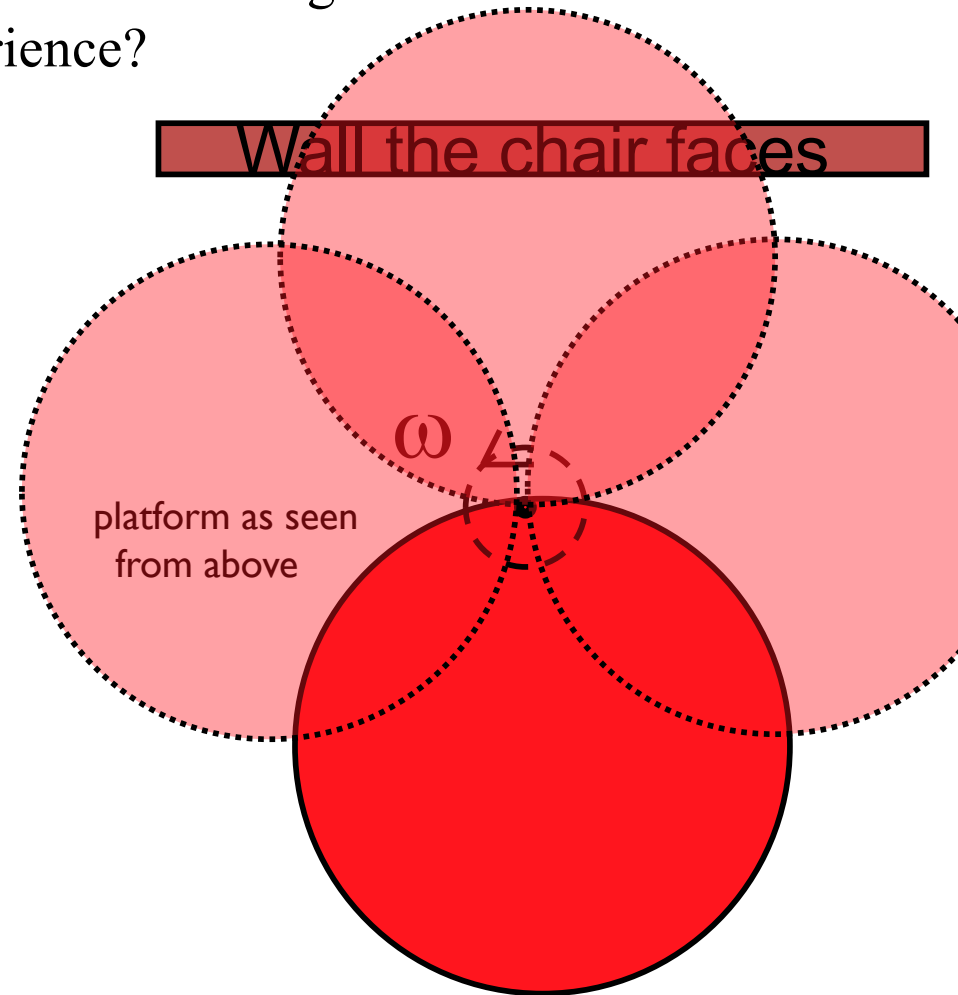 rience?
Wall the chair faces
ω
platform as seen
from above